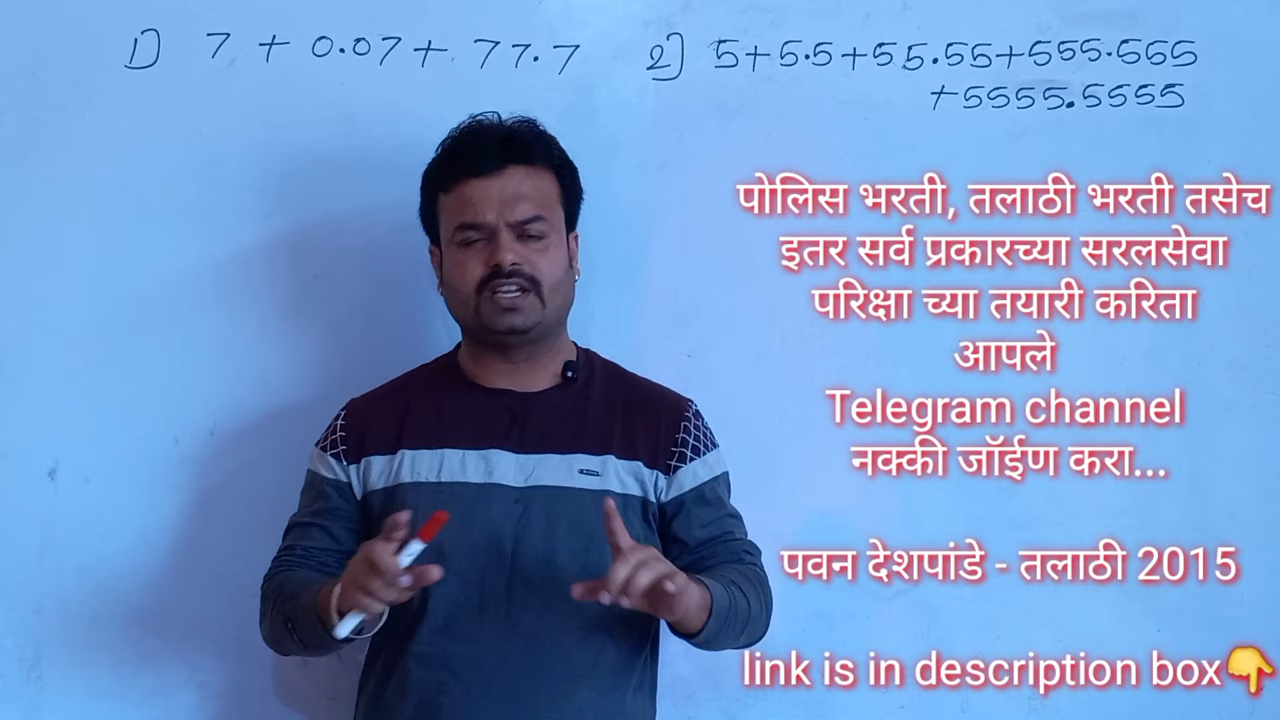 1) 7 + 0.07 + 77.7
2) 5+5.5+55.55+555.555
+5555.5555
पोलिस भरती, तलाठी भरती तसेच
इतर सर्व प्रकारच्या सरलसेवा
परिक्षा च्या तयारी करिता
आपले
Telegram channel
नक्की जॉईण करा...
पवन देशपांडे - तलाठी 2015
link is in description box👇